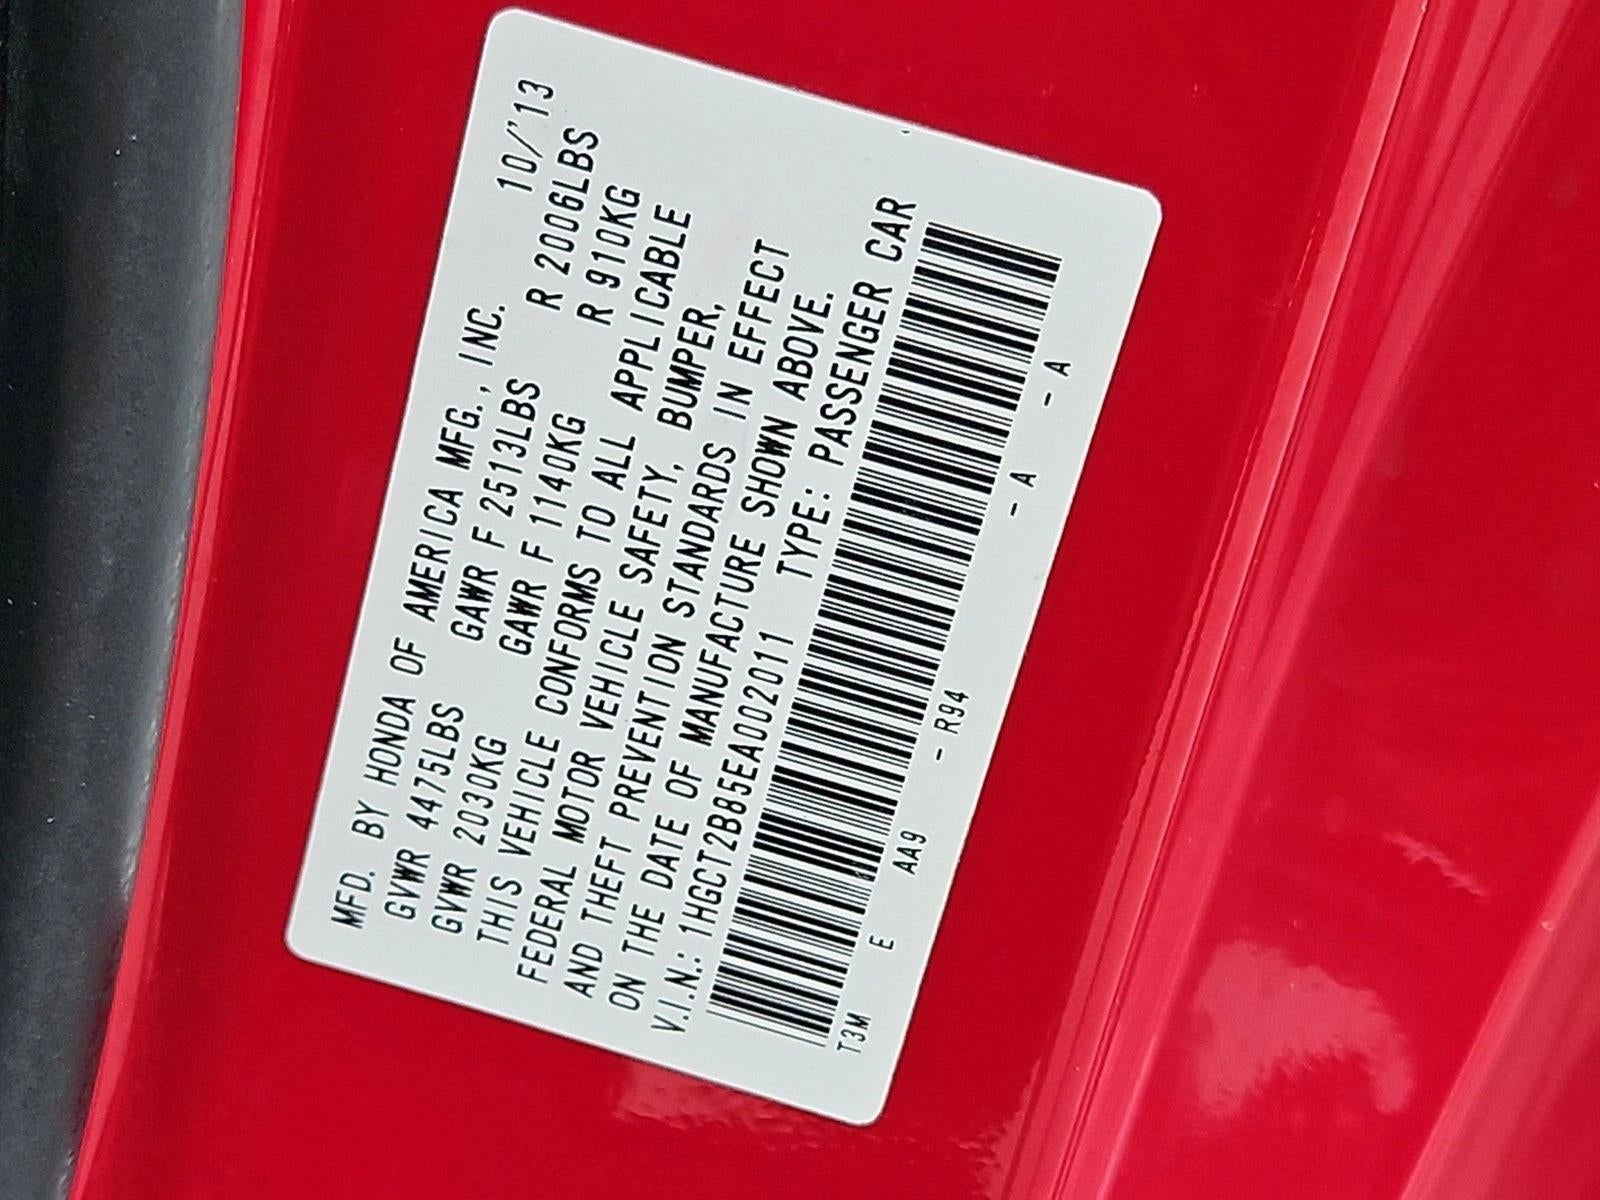 MFD. BY HONDA OF AMERICA MFG., INC. 10/'13
GVWR 4475LBS GAWR F 2513LBS R 2006LBS
GVWR 2030KG GAWR F 1140KG R 910KG
THIS VEHICLE CONFORMS TO ALL APPLICABLE
FEDERAL MOTOR VEHICLE SAFETY, BUMPER,
AND THEFT PREVENTION STANDARDS IN EFFECT
ON THE DATE OF MANUFACTURE SHOWN ABOVE.
V.I.N.: 1HGCT2B85EA002011 TYPE: PASSENGER CAR
T3M E AA9 - R94 - A - A